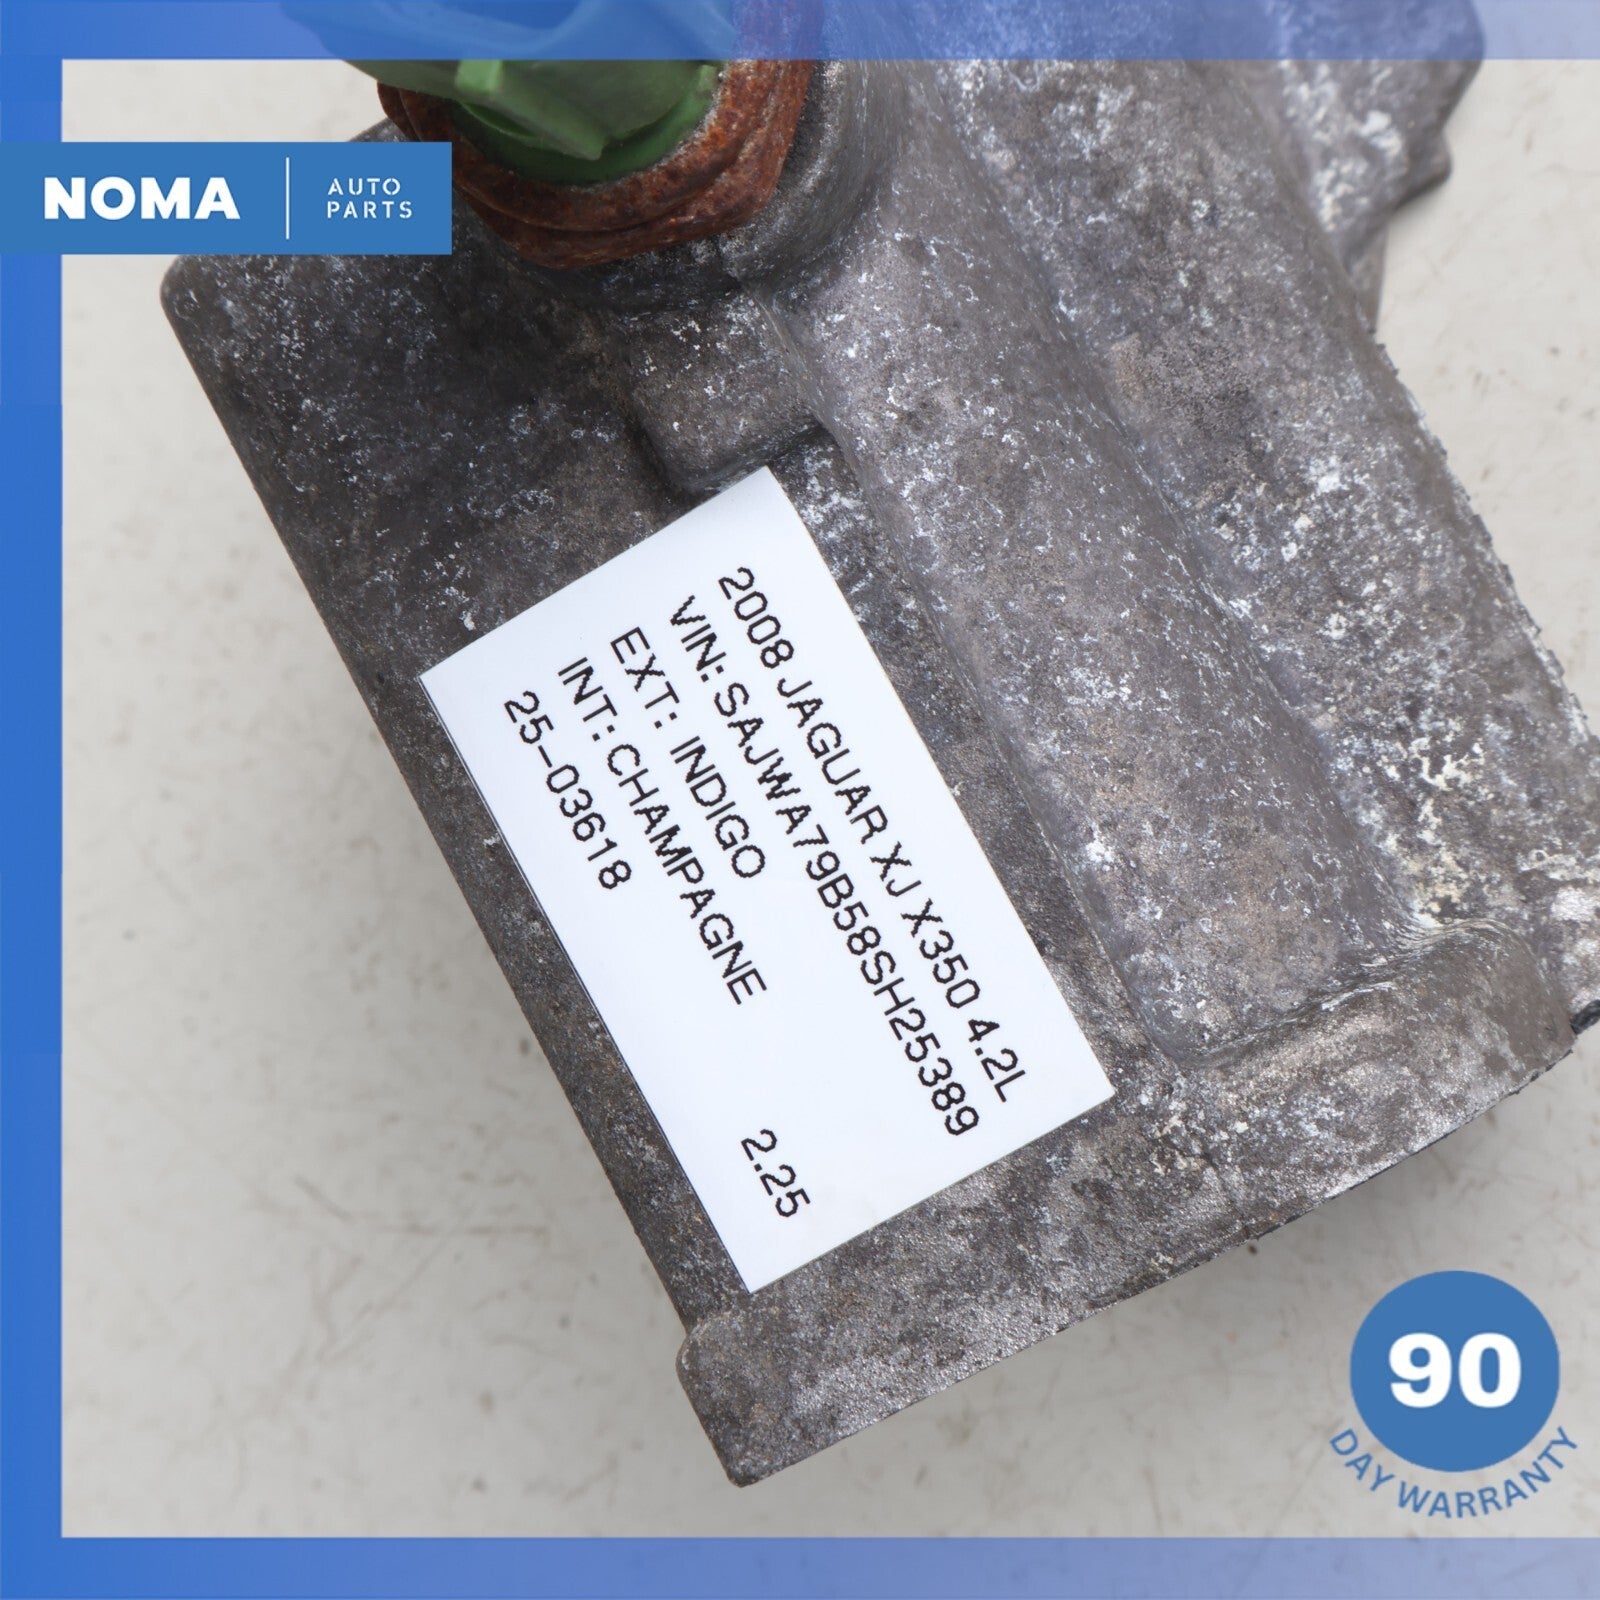 NOMA
AUTO
PARTS
2008 JAGUAR XJ X350 4.2L
VIN: SAJWA79B58SH25389
EXT: INDIGO
INT: CHAMPAGNE
25-03618
2.25
90
DAY WARRANTY